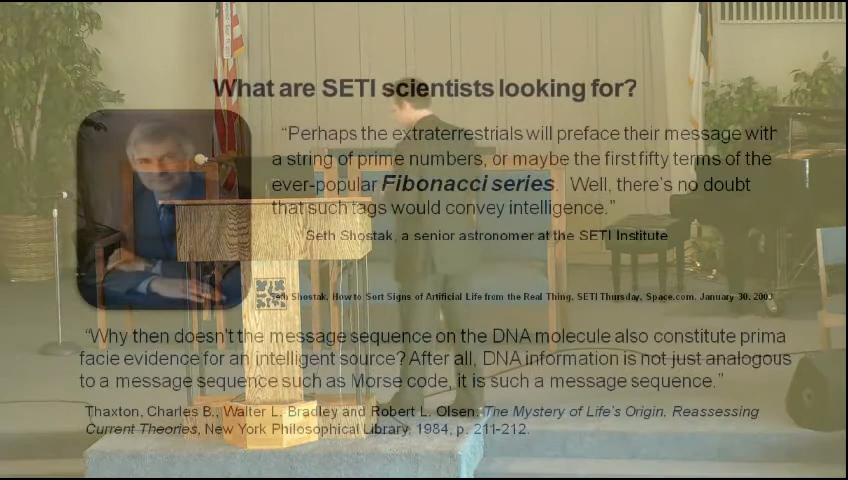 What are SETI scientists looking for?
“Perhaps the extraterrestrials will preface their message with
a string of prime numbers, or maybe the first fifty terms of the
ever-popular Fibonacci series. Well, there’s no doubt
that such tags would convey intelligence.”
Seth Shostak, a senior astronomer at the SETI Institute
Seth Shostak, How to Sort Signs of Artificial Life from the Real Thing, SETI Thursday, Space.com, January 30, 2003
“Why then doesn't the message sequence on the DNA molecule also constitute prima
facie evidence for an intelligent source? After all, DNA information is not just analogous
to a message sequence such as Morse code, it is such a message sequence.”
Thaxton, Charles B., Walter L. Bradley and Robert L. Olsen, The Mystery of Life’s Origin, Reassessing
Current Theories, New York Philosophical Library, 1984, p. 211-212.